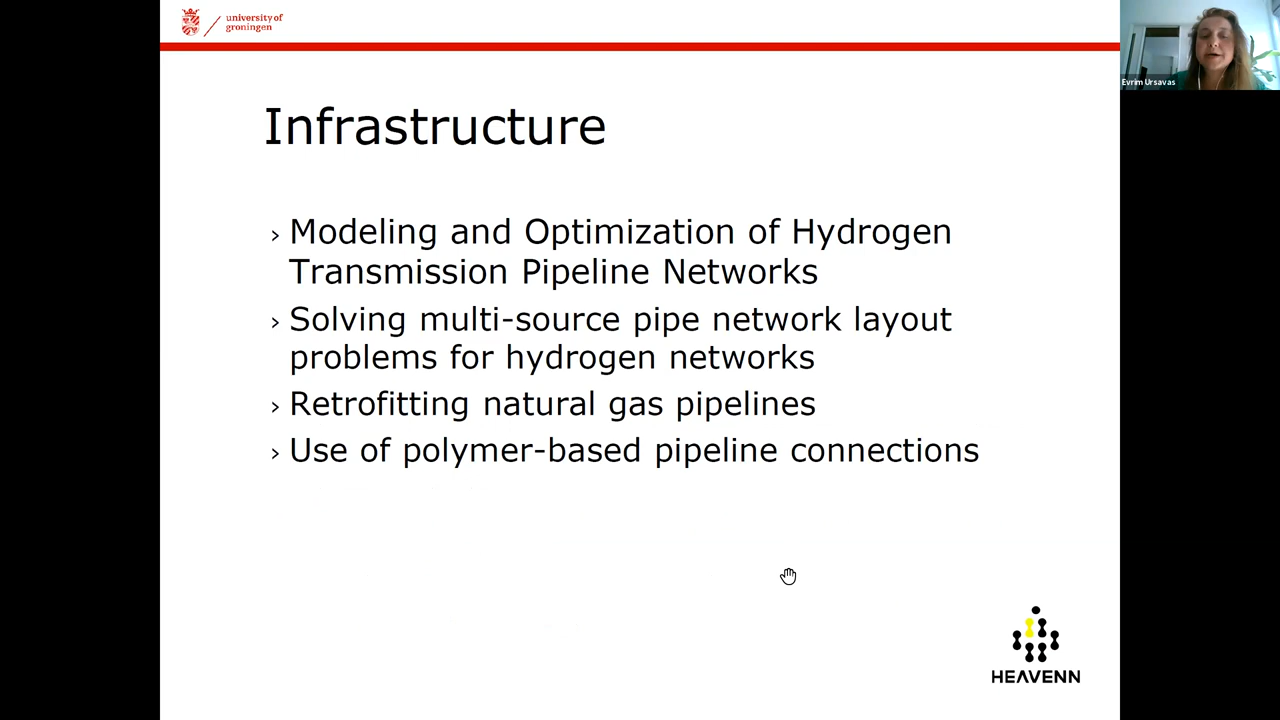 university of
groningen
Evrim Ursavas
Infrastructure
› Modeling and Optimization of Hydrogen
Transmission Pipeline Networks
› Solving multi-source pipe network layout
problems for hydrogen networks
› Retrofitting natural gas pipelines
› Use of polymer-based pipeline connections
HEAVENN